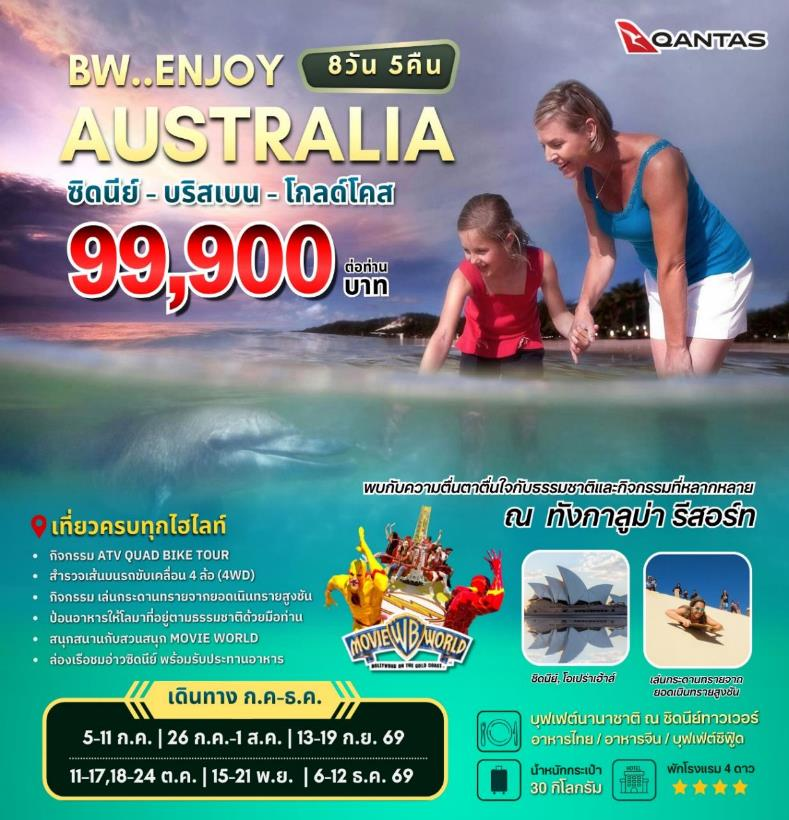 QANTAS
BW..ENJOY
8วัน 5คืน
AUSTRALIA
ซิดนีย์ - บริสเบน - โกลด์โคส
99,900
ต่อท่าน
บาท
พบกับความตื่นตาตื่นใจกับธรรมชาติและกิจกรรมที่หลากหลาย
ณ ทังกาลูม่า รีสอร์ท
เที่ยวครบทุกไฮไลท์
• กิจกรรม ATV QUAD BIKE TOUR
• สำรวจเส้นบนรถขับเคลื่อน 4 ล้อ (4WD)
• กิจกรรม เล่นกระดานทรายจากยอดเนินทรายสูงชัน
• ป้อนอาหารให้โลมาที่อยู่ตามธรรมชาติด้วยมือท่าน
• สนุกสนานกับสวนสนุก MOVIE WORLD
• ล่องเรือชมอ่าวซิดนีย์ พร้อมรับประทานอาหาร
MOVIE WB WORLD
HOLLYWOOD ON THE GOLD COAST
ซิดนีย์, โอเปร่าเฮ้าส์
เล่นกระดานทรายจาก
ยอดเนินทรายสูงชัน
เดินทาง ก.ค-ธ.ค.
5-11 ก.ค. | 26 ก.ค.-1 ส.ค. | 13-19 ก.ย. 69
11-17,18-24 ต.ค. | 15-21 พ.ย. | 6-12 ธ.ค. 69
บุฟเฟต์นานาชาติ ณ ซิดนีย์ทาวเวอร์
อาหารไทย / อาหารจีน / บุฟเฟ่ต์ซีฟู๊ด
น้ำหนักกระเป๋า
30 กิโลกรัม
HOTEL
พักโรงแรม 4 ดาว